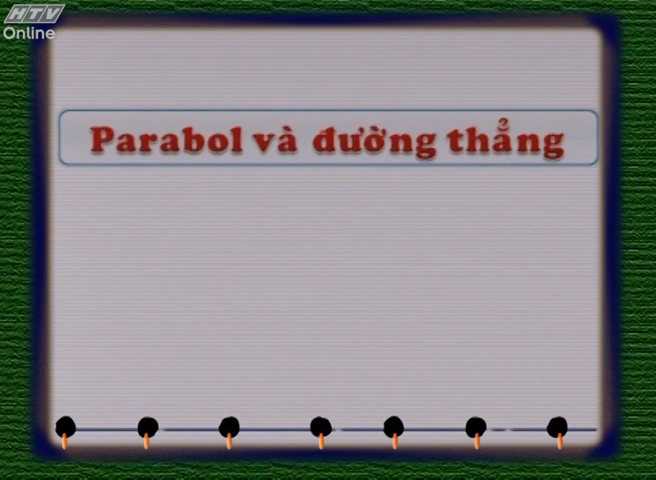 HTV
Online
Parabol và đường thẳng